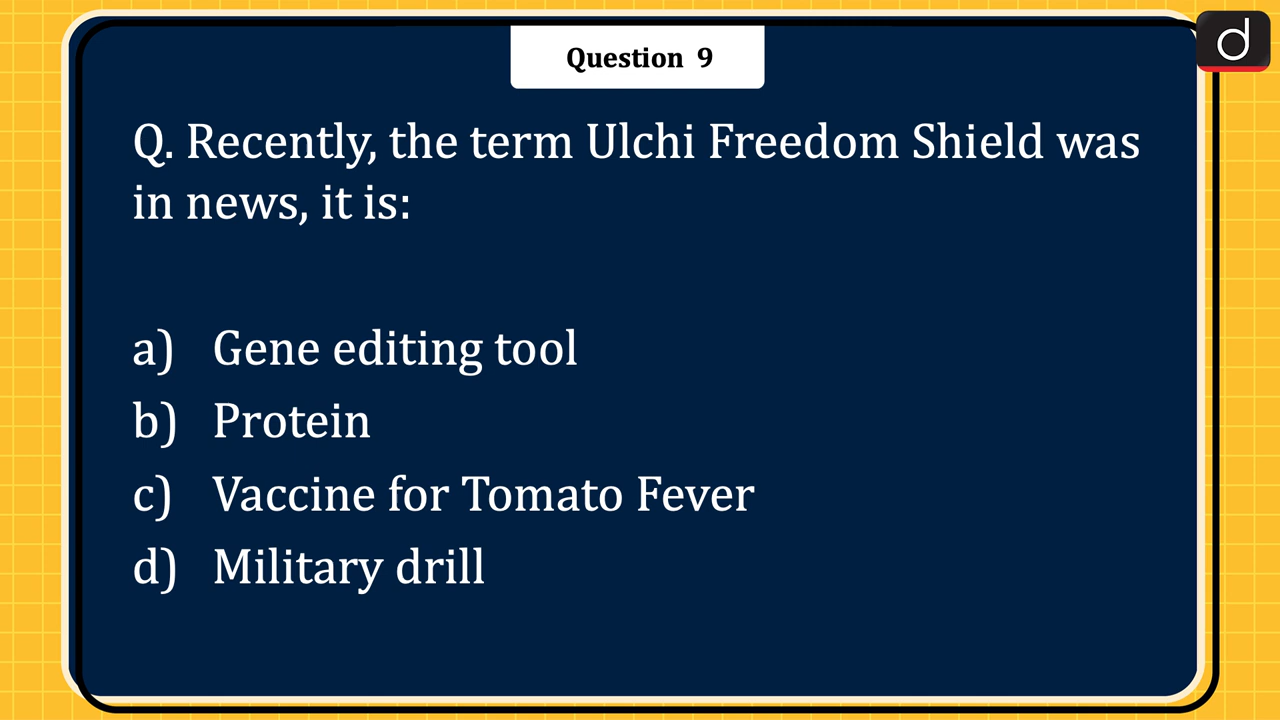 d
Question 9
Q. Recently, the term Ulchi Freedom Shield was
in news, it is:
a) Gene editing tool
b) Protein
c) Vaccine for Tomato Fever
d) Military drill